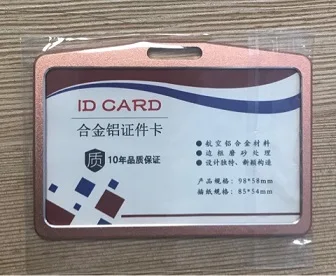 ID CARD
合金铝证件卡
质 10年品质保证
● 航空铝合金材料
● 边框磨砂处理
● 设计独特、新颖构造
产品规格: 98*58mm
插纸规格: 85*54mm